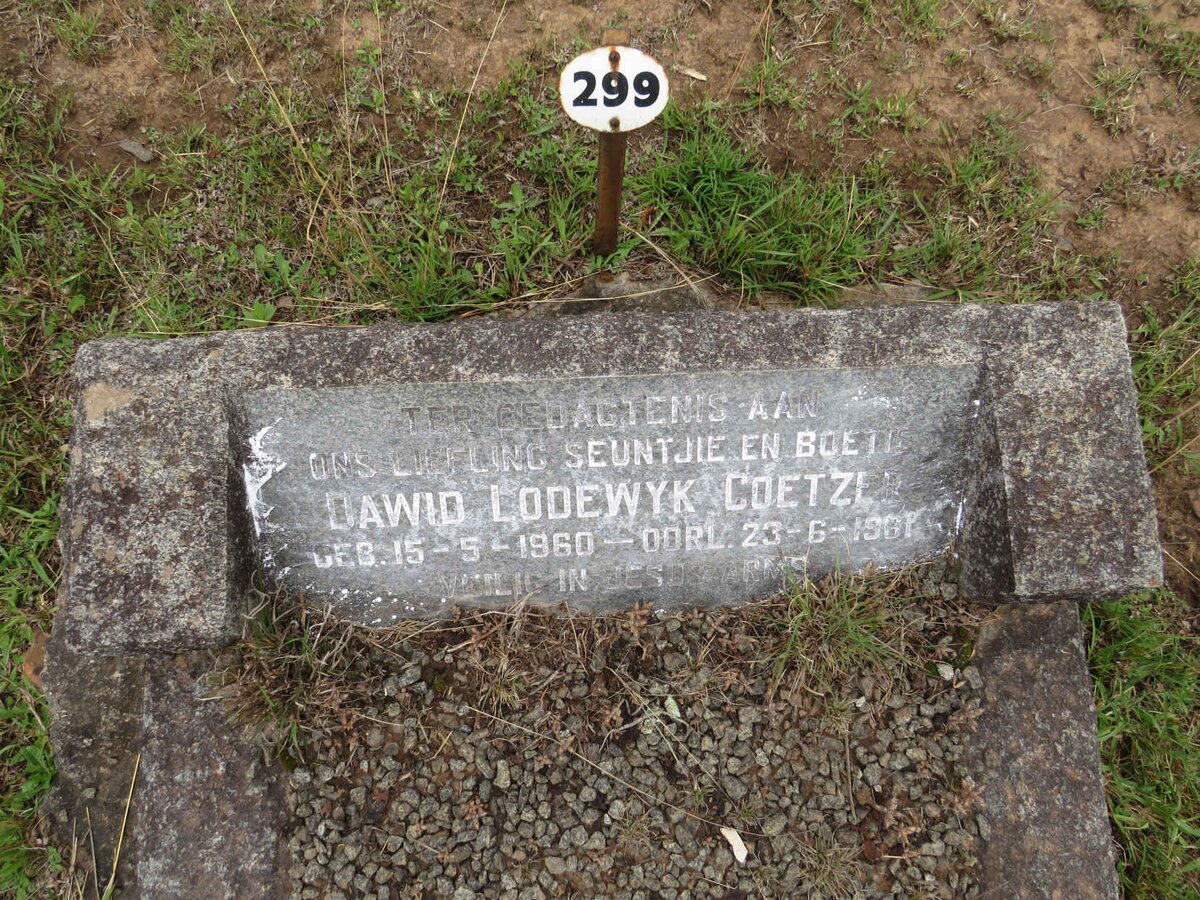 299
TER GEDAGTENIS AAN
ONS LIEFLING SEUNTJIE EN BOETIE
DAWID LODEWYK COETZEN
GEB. 15-5-1960 — OORL. 23-6-1961
VEILIG IN JESUS ARMS